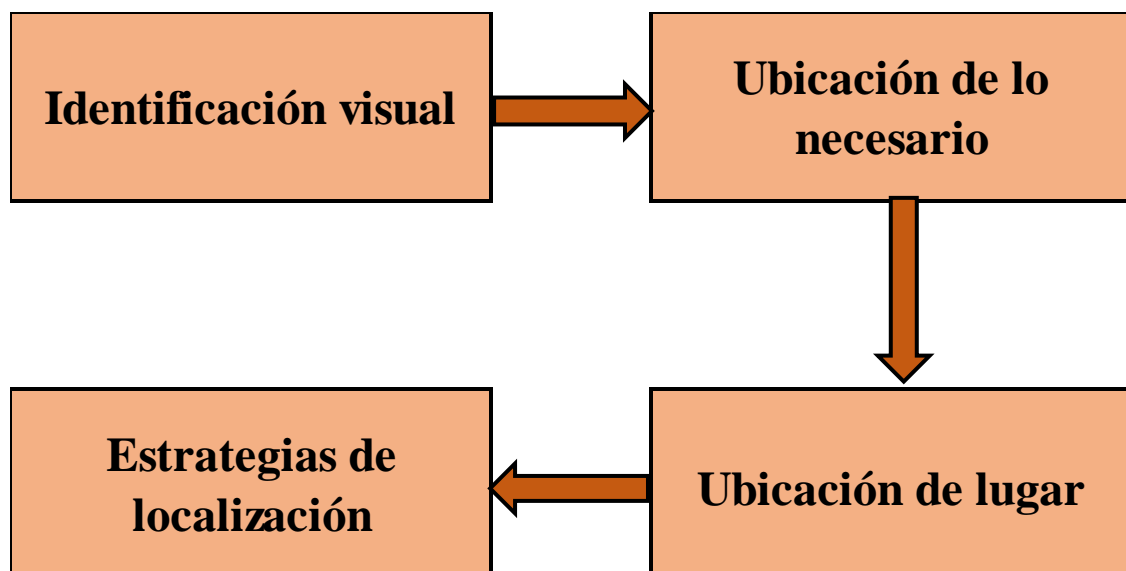 Identificación visual
Ubicación de lo
necesario
Estrategias de
localización
Ubicación de lugar